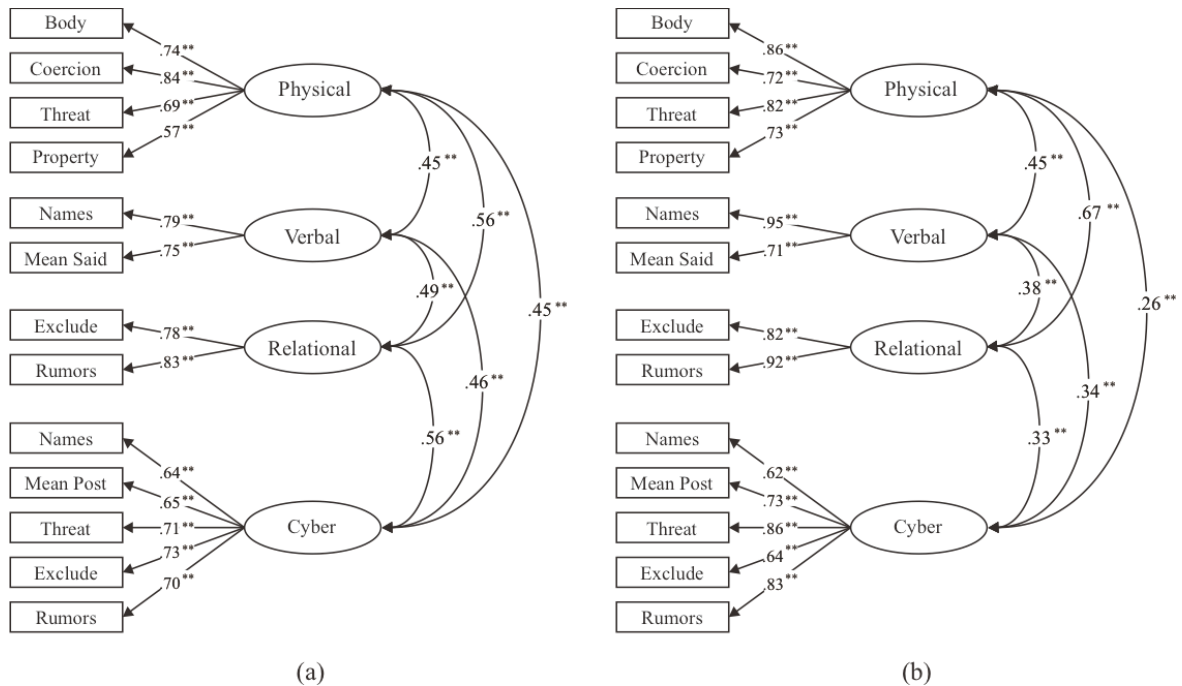 Body
Coercion
Threat
Property
.74**
.84**
.69**
.57**
Physical
Names
Mean Said
.79**
.75**
Verbal
Exclude
Rumors
.78**
.83**
Relational
Names
Mean Post
Threat
Exclude
Rumors
.64**
.65**
.71**
.73**
.70**
Cyber
.45**
.56**
.49**
.45**
.46**
.56**
(a)
Body
Coercion
Threat
Property
.86**
.72**
.82**
.73**
Physical
Names
Mean Said
.95**
.71**
Verbal
Exclude
Rumors
.82**
.92**
Relational
Names
Mean Post
Threat
Exclude
Rumors
.62**
.73**
.86**
.64**
.83**
Cyber
.45**
.67**
.38**
.26**
.34**
.33**
(b)